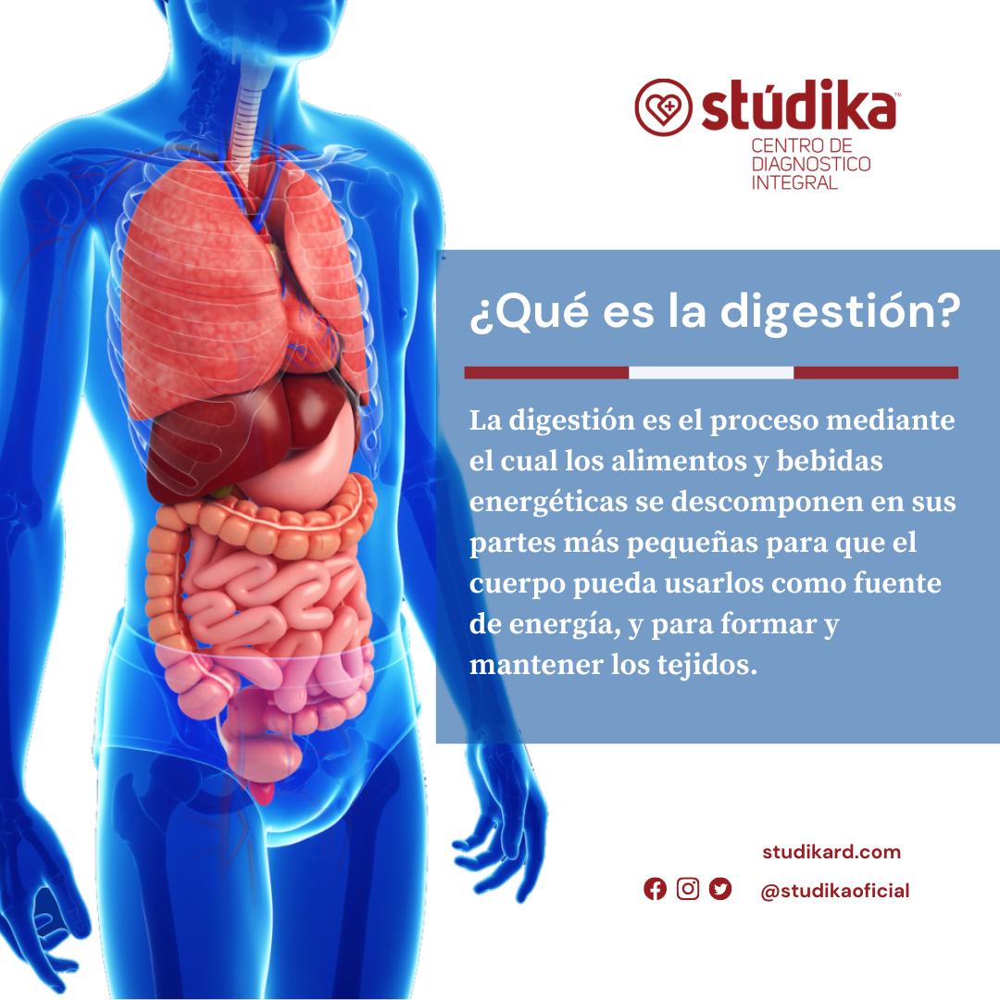 stúdika™
CENTRO DE
DIAGNOSTICO
INTEGRAL
¿Qué es la digestión?
La digestión es el proceso mediante
el cual los alimentos y bebidas
energéticas se descomponen en sus
partes más pequeñas para que el
cuerpo pueda usarlos como fuente
de energía, y para formar y
mantener los tejidos.
studikard.com
@studikaoficial